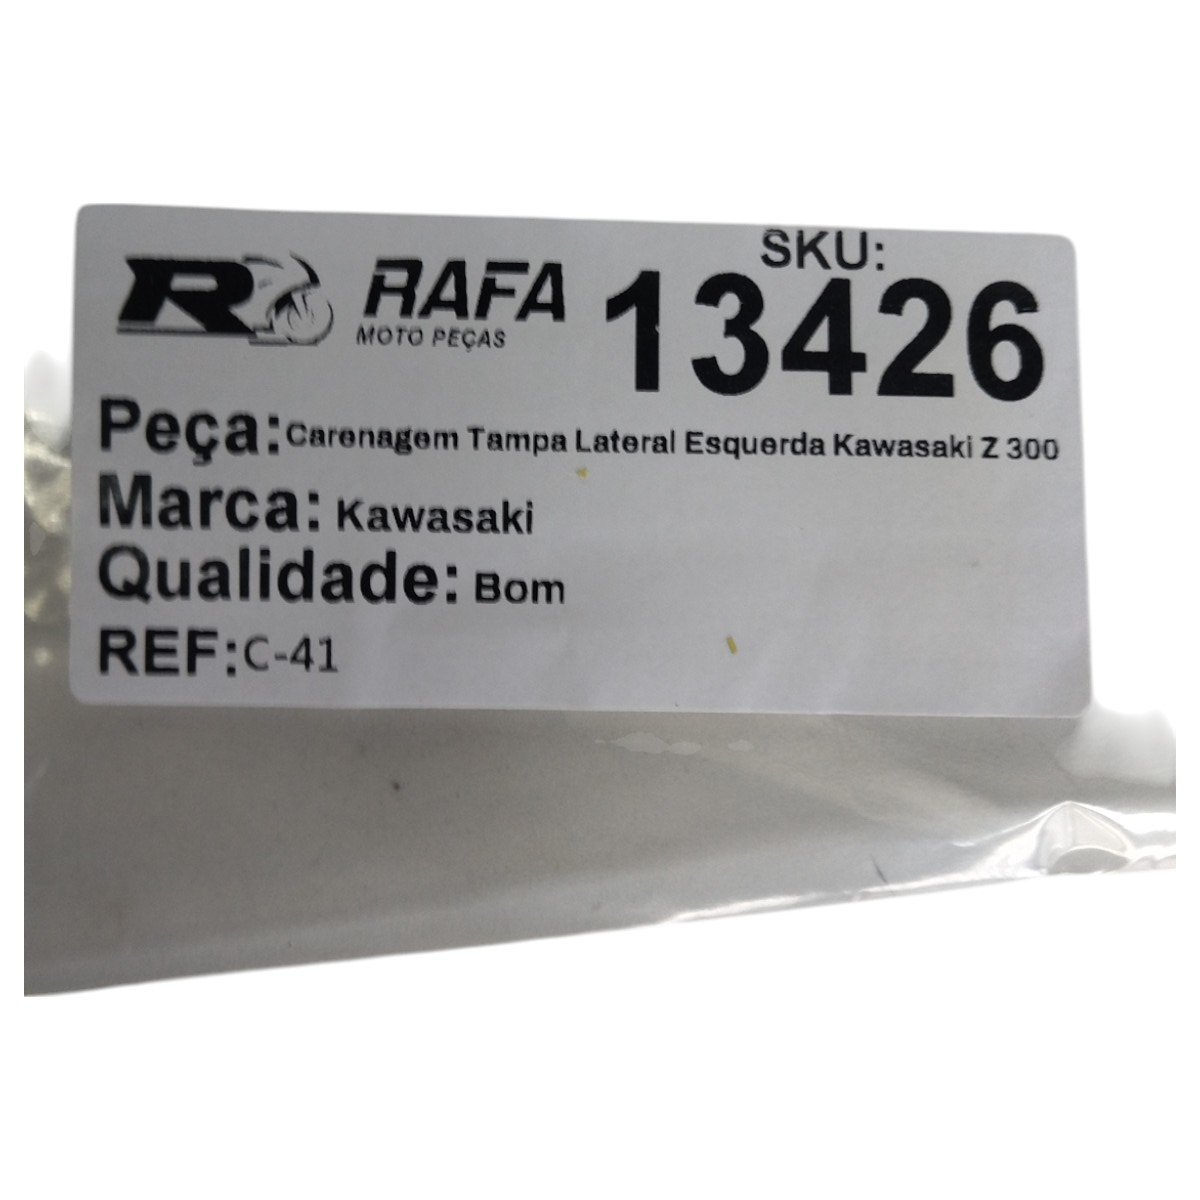 R RAFA
MOTO PEÇAS
SKU:
13426
Peça: Carenagem Tampa Lateral Esquerda Kawasaki Z 300
Marca: Kawasaki
Qualidade: Bom
REF: C-41